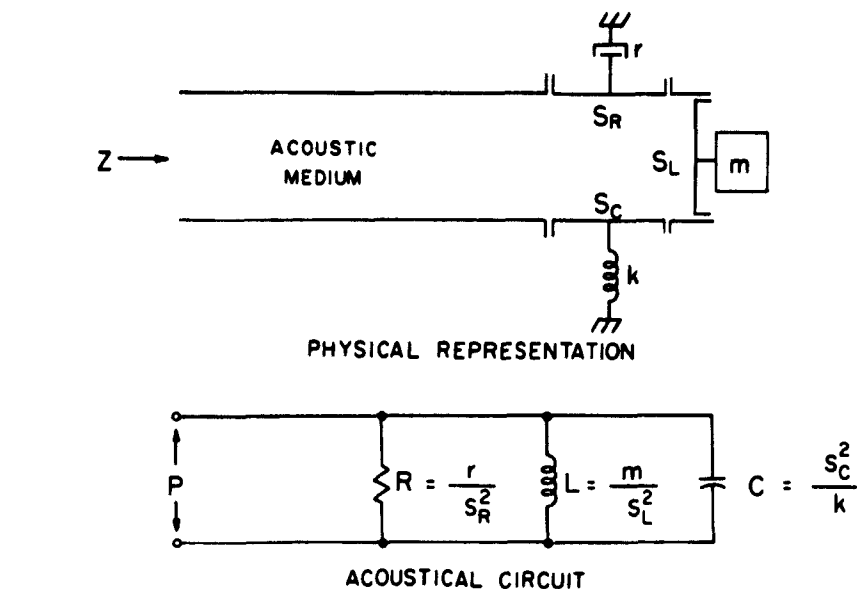 r
S_R
Z
ACOUSTIC
MEDIUM
S_L
m
S_C
k
PHYSICAL REPRESENTATION
P
R = r / S_R^2
L = m / S_L^2
C = S_C^2 / k
ACOUSTICAL CIRCUIT